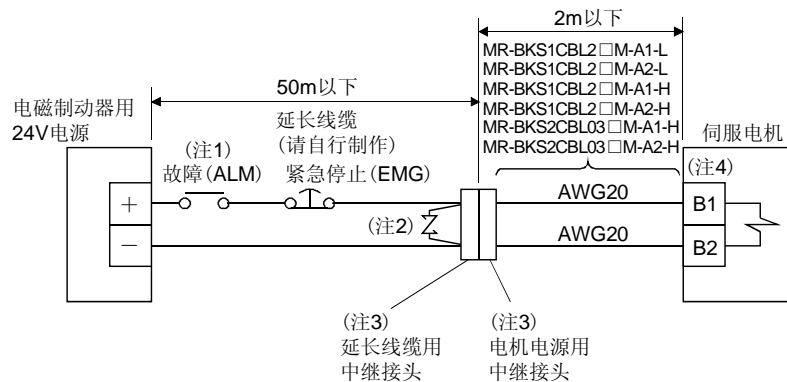 2m以下
MR-BKS1CBL2□M-A1-L
MR-BKS1CBL2□M-A2-L
MR-BKS1CBL2□M-A1-H
MR-BKS1CBL2□M-A2-H
MR-BKS2CBL03□M-A1-H
MR-BKS2CBL03□M-A2-H
50m以下
电磁制动器用
24V电源
延长线缆
(请自行制作)
伺服电机
(注1)
故障(ALM)
紧急停止(EMG)
(注4)
+
AWG20
B1
(注2)
−
AWG20
B2
(注3)
延长线缆用
中继接头
(注3)
电机电源用
中继接头